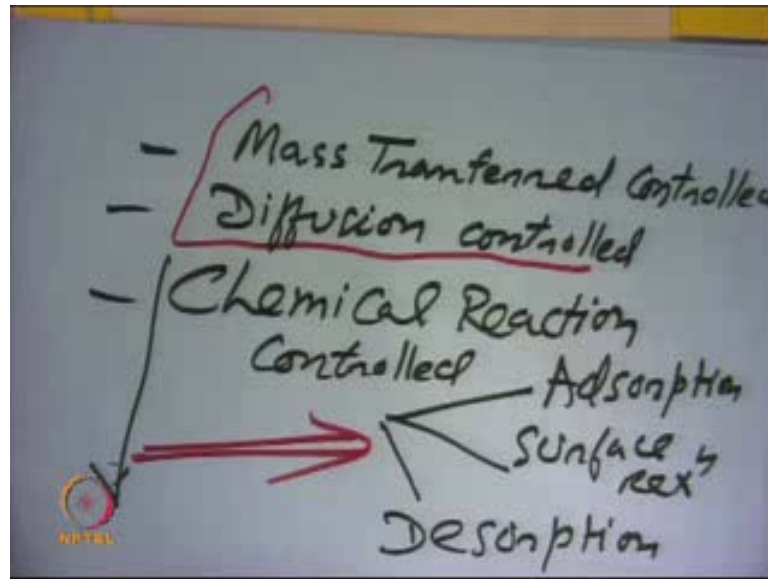 - Mass Tranferred Controlled
- Diffusion controlled
- Chemical Reaction
Controlled
Adsorption
Surface
rex^n
Desorption
NPTEL